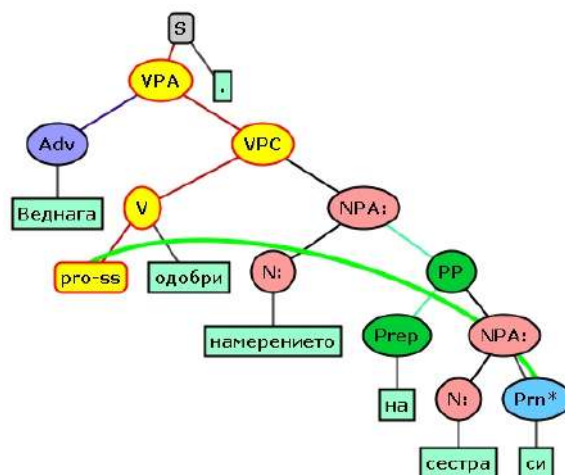 S
VPA
.
Adv
VPC
Веднага
V
NPA:
pro-ss
одобри
N:
PP
намерението
Prep
NPA:
на
N:
Prn*
сестра
си